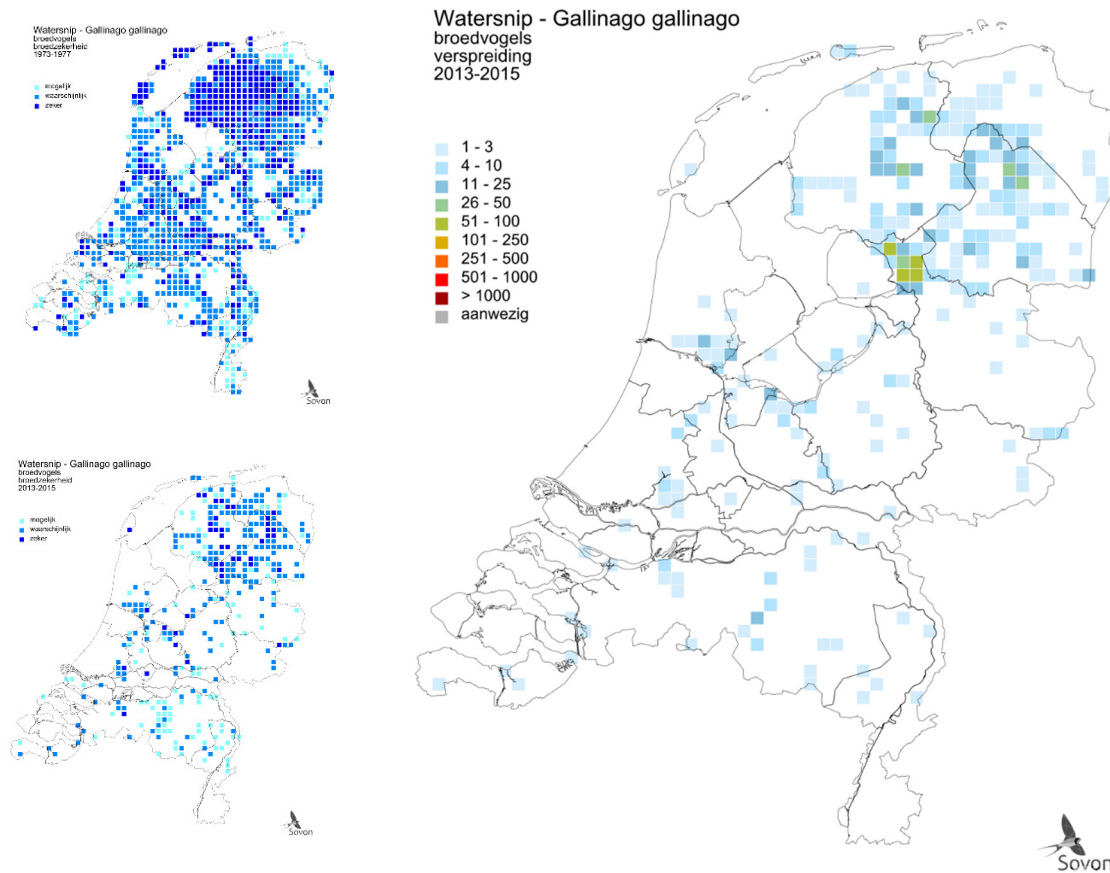 Watersnip - Gallinago gallinago
broedvogels
broedzekerheid
1973-1977
mogelijk
waarschijnlijk
zeker
Sovon
Watersnip - Gallinago gallinago
broedvogels
broedzekerheid
2013-2015
mogelijk
waarschijnlijk
zeker
Sovon
Watersnip - Gallinago gallinago
broedvogels
verspreiding
2013-2015
1 - 3
4 - 10
11 - 25
26 - 50
51 - 100
101 - 250
251 - 500
501 - 1000
> 1000
aanwezig
Sovon